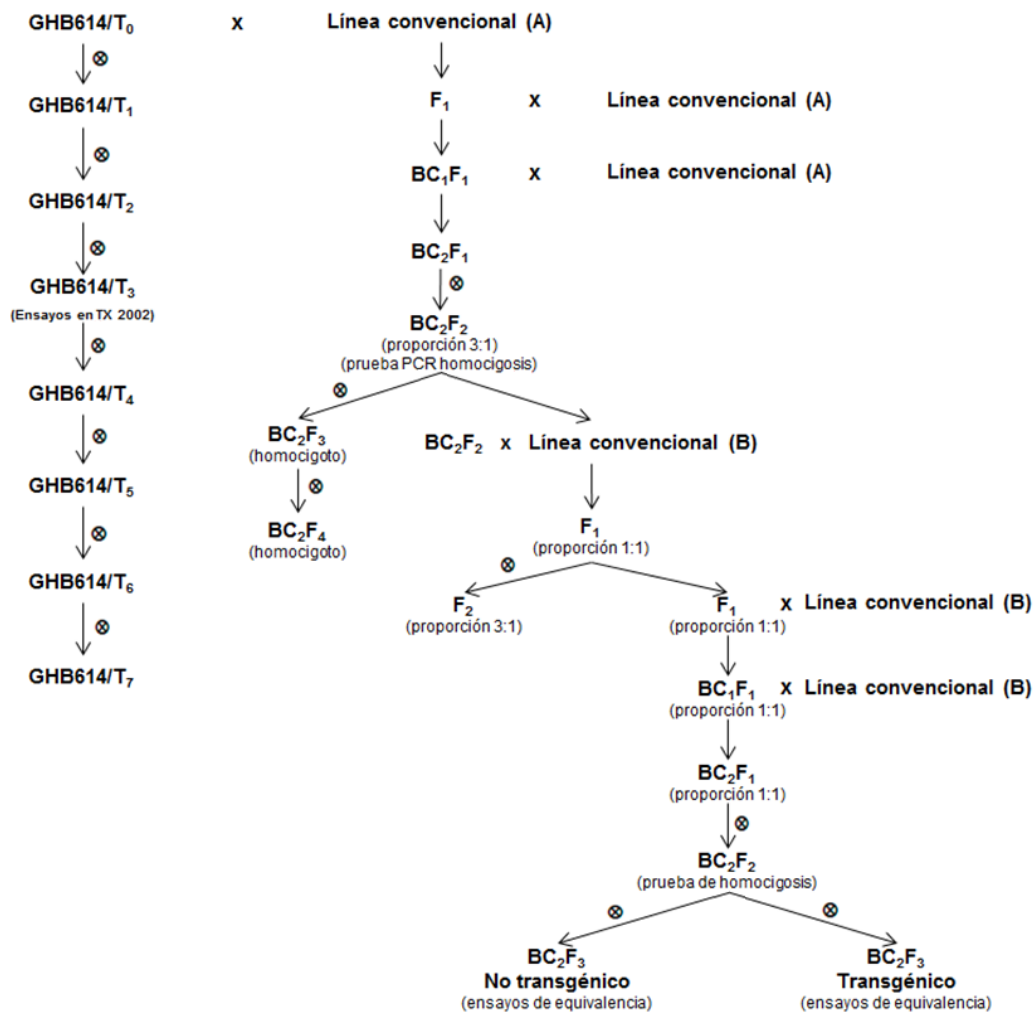 GHB614/T₀ x Línea convencional (A)
⊗
GHB614/T₁ F₁ x Línea convencional (A)
⊗
GHB614/T₂ BC₁F₁ x Línea convencional (A)
⊗
BC₂F₁
⊗
GHB614/T₃
(Ensayos en TX 2002)
BC₂F₂
(proporción 3:1)
(prueba PCR homocigosis)
⊗
⊗
GHB614/T₄
BC₂F₃
(homocigoto)
BC₂F₂ x Línea convencional (B)
⊗
⊗
GHB614/T₅
BC₂F₄
(homocigoto)
F₁
(proporción 1:1)
⊗
⊗
GHB614/T₆
F₂
(proporción 3:1)
F₁ x Línea convencional (B)
(proporción 1:1)
⊗
GHB614/T₇
BC₁F₁ x Línea convencional (B)
(proporción 1:1)
BC₂F₁
(proporción 1:1)
⊗
BC₂F₂
(prueba de homocigosis)
⊗ ⊗
BC₂F₃
No transgénico
(ensayos de equivalencia)
BC₂F₃
Transgénico
(ensayos de equivalencia)